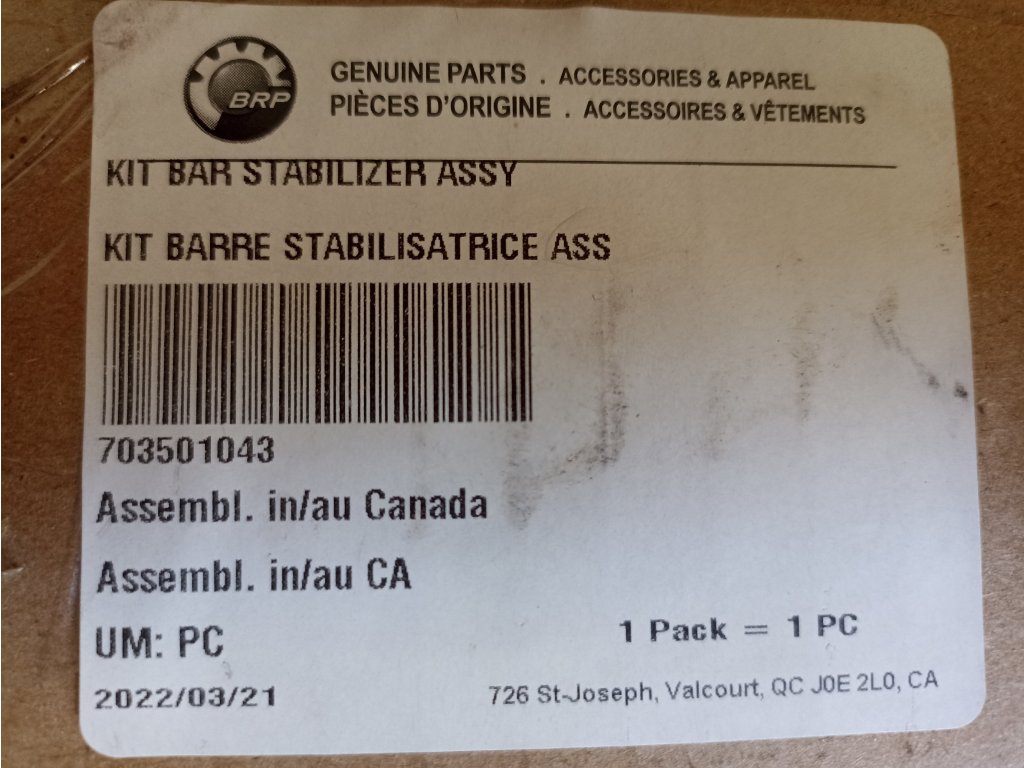 BRP
GENUINE PARTS . ACCESSORIES & APPAREL
PIÈCES D'ORIGINE . ACCESSOIRES & VÊTEMENTS
KIT BAR STABILIZER ASSY
KIT BARRE STABILISATRICE ASS
703501043
Assembl. in/au Canada
Assembl. in/au CA
UM: PC
1 Pack = 1 PC
2022/03/21
726 St-Joseph, Valcourt, QC J0E 2L0, CA